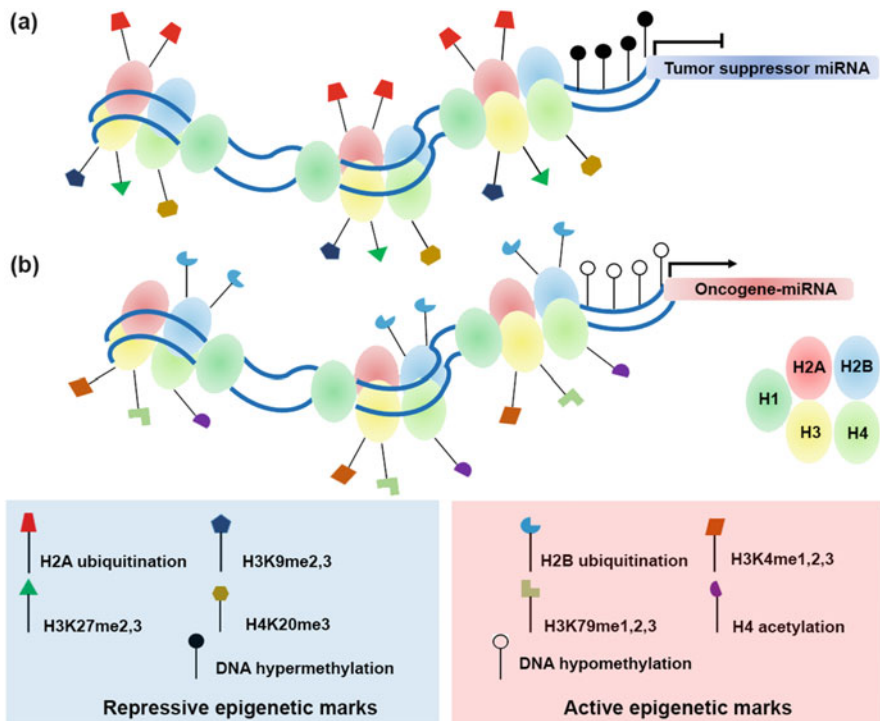 (a)
Tumor suppressor miRNA
(b)
Oncogene-miRNA
H2A H2B
H1
H3 H4
H2A ubiquitination
H3K9me2,3
H3K27me2,3
H4K20me3
DNA hypermethylation
Repressive epigenetic marks
H2B ubiquitination
H3K4me1,2,3
H3K79me1,2,3
H4 acetylation
DNA hypomethylation
Active epigenetic marks